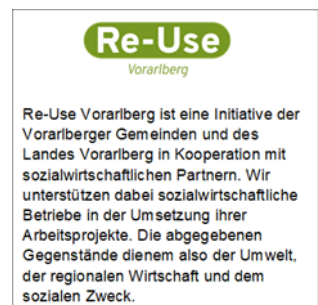 Re-Use
Vorarlberg
Re-Use Vorarlberg ist eine Initiative der
Vorarlberger Gemeinden und des
Landes Vorarlberg in Kooperation mit
sozialwirtschaftlichen Partnern. Wir
unterstützen dabei sozialwirtschaftliche
Betriebe in der Umsetzung ihrer
Arbeitsprojekte. Die abgegebenen
Gegenstände dienem also der Umwelt,
der regionalen Wirtschaft und dem
sozialen Zweck.